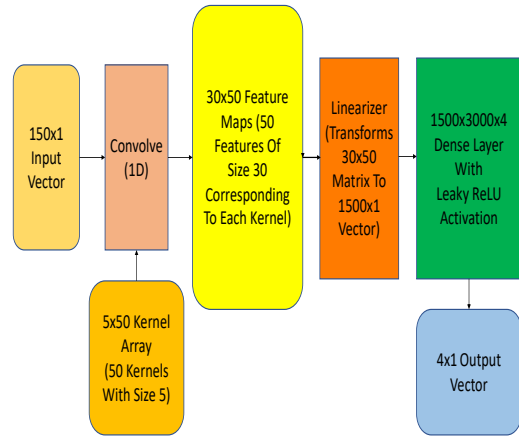 150x1
Input
Vector
Convolve
(1D)
5x50 Kernel
Array
(50 Kernels
With Size 5)
30x50 Feature
Maps (50
Features Of
Size 30
Corresponding
To Each Kernel)
Linearizer
(Transforms
30x50
Matrix To
1500x1
Vector)
1500x3000x4
Dense Layer
With
Leaky ReLU
Activation
4x1 Output
Vector